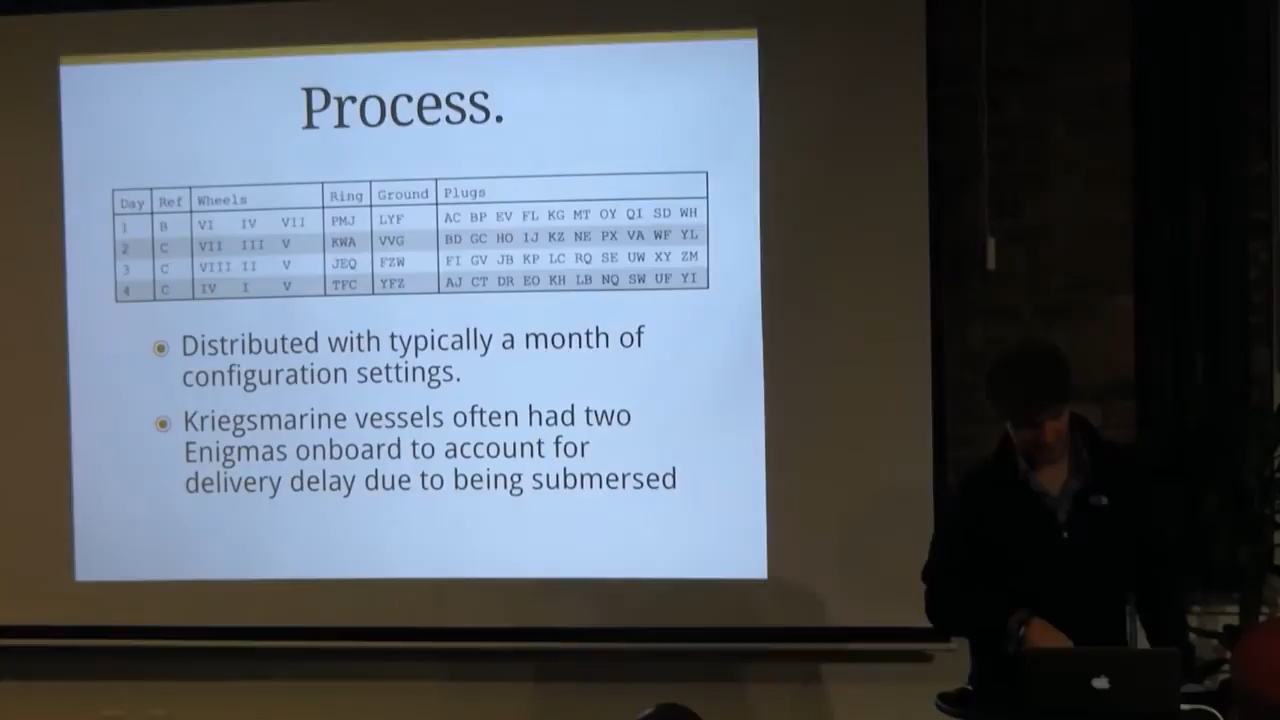 Process.
Day Ref Wheels Ring Ground Plugs
1 B VI IV VII PMJ LYF AC BP EV FL KG MT OY QI SD WH
2 C VII III V KWA VVG BD GC HO IJ KZ NE PX VA WF YL
3 C VIII II V JEQ FZW FI GV JB KP LC RQ SE UW XY ZM
4 C IV I V TFC YFZ AJ CT DR EO KH LB NQ SW UF YI
Distributed with typically a month of
configuration settings.
Kriegsmarine vessels often had two
Enigmas onboard to account for
delivery delay due to being submersed